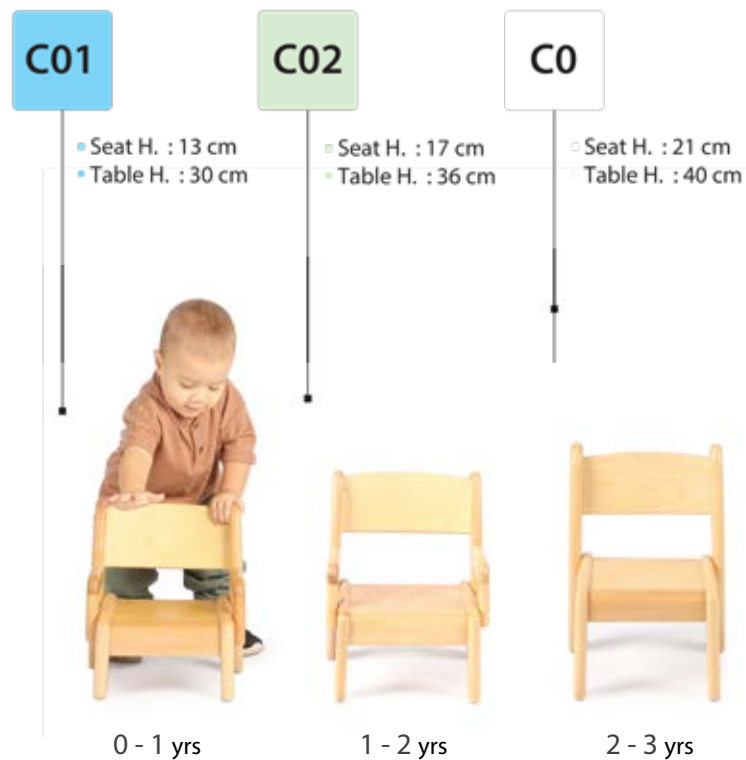 C01
C02
C0
Seat H. : 13 cm
Table H. : 30 cm
Seat H. : 17 cm
Table H. : 36 cm
Seat H. : 21 cm
Table H. : 40 cm
0 - 1 yrs
1 - 2 yrs
2 - 3 yrs